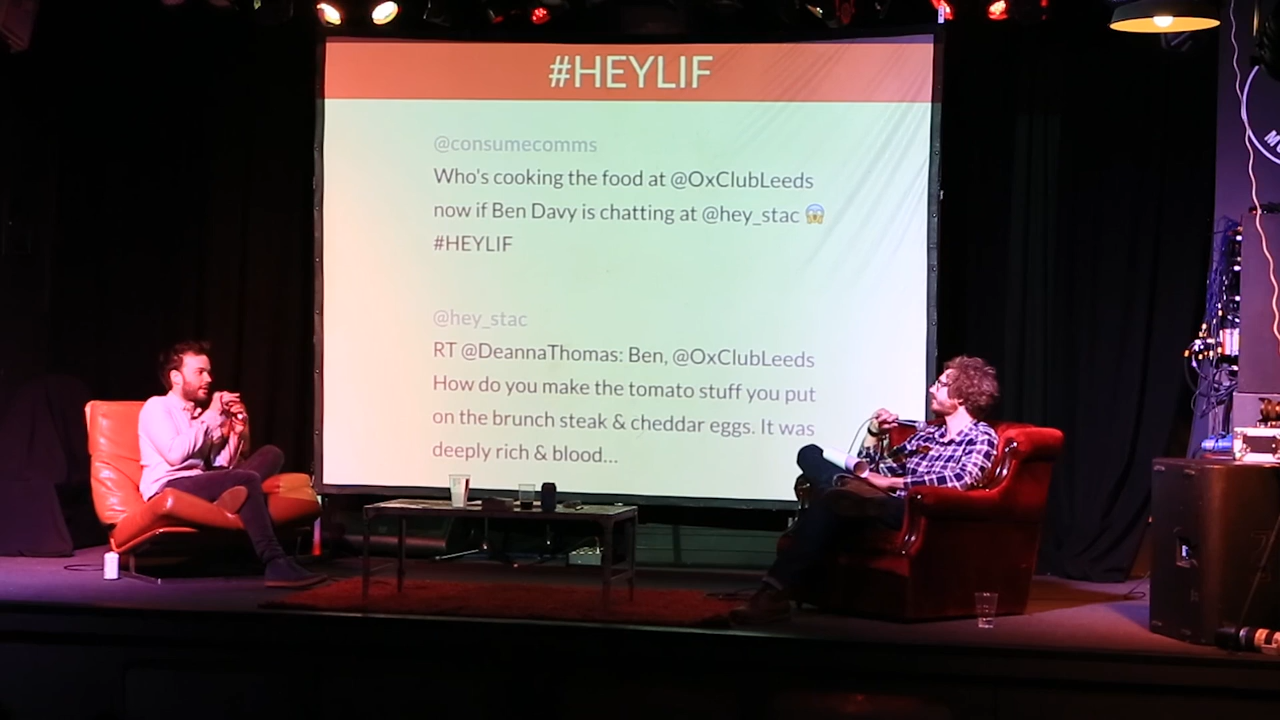 #HEYLIF
@consumecomms
Who's cooking the food at @OxClubLeeds
now if Ben Davy is chatting at @hey_stac 😱
#HEYLIF
@hey_stac
RT @DeannaThomas: Ben, @OxClubLeeds
How do you make the tomato stuff you put
on the brunch steak & cheddar eggs. It was
deeply rich & blood...